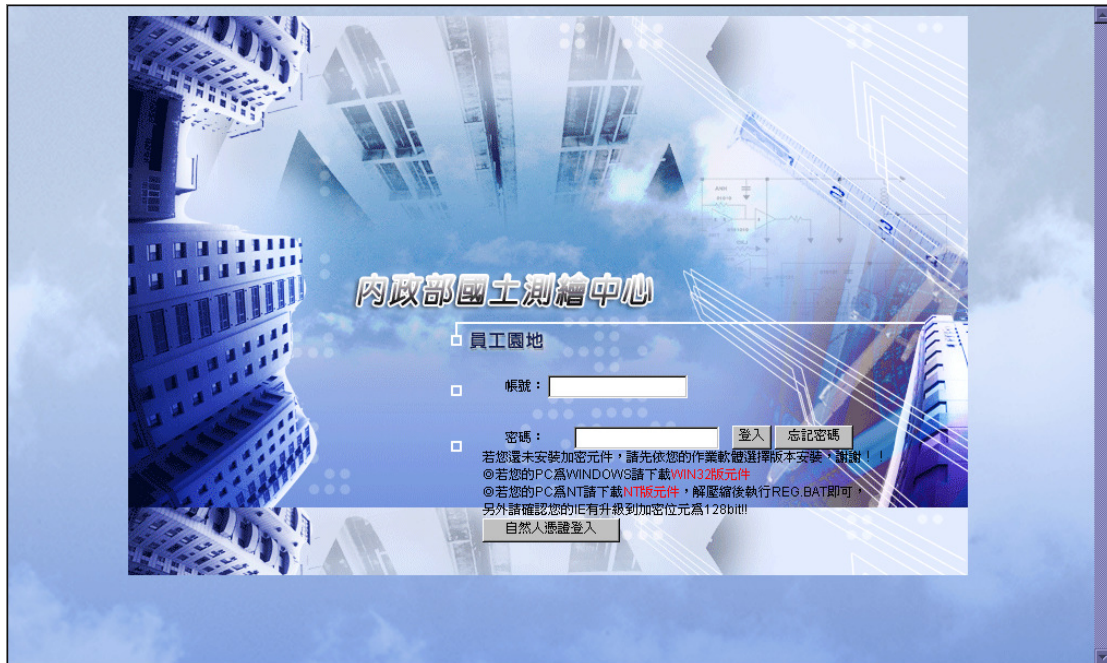 內政部國土測繪中心
員工園地
帳號：
密碼： 登入 忘記密碼
若您還未安裝加密元件，請先依您的作業軟體選擇版本安裝，謝謝！！
◎若您的PC為WINDOWS請下載WIN32版元件
◎若您的PC為NT請下載NT版元件，解壓縮後執行REG.BAT即可，
另外請確認您的IE有升級到加密位元為128bit!!
自然人憑證登入